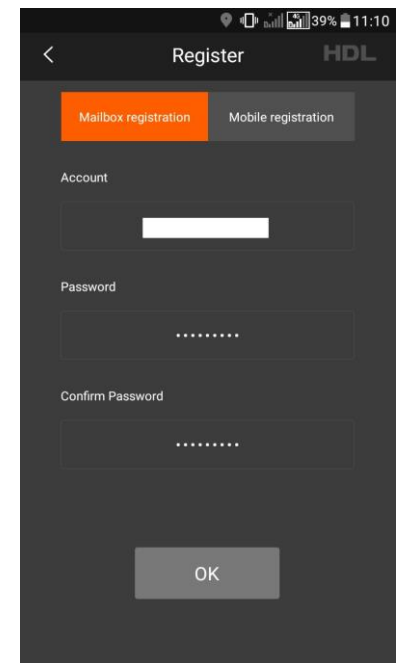 39% 11:10
Register HDL
Mailbox registration Mobile registration
Account
Password
•••••••••
Confirm Password
•••••••••
OK